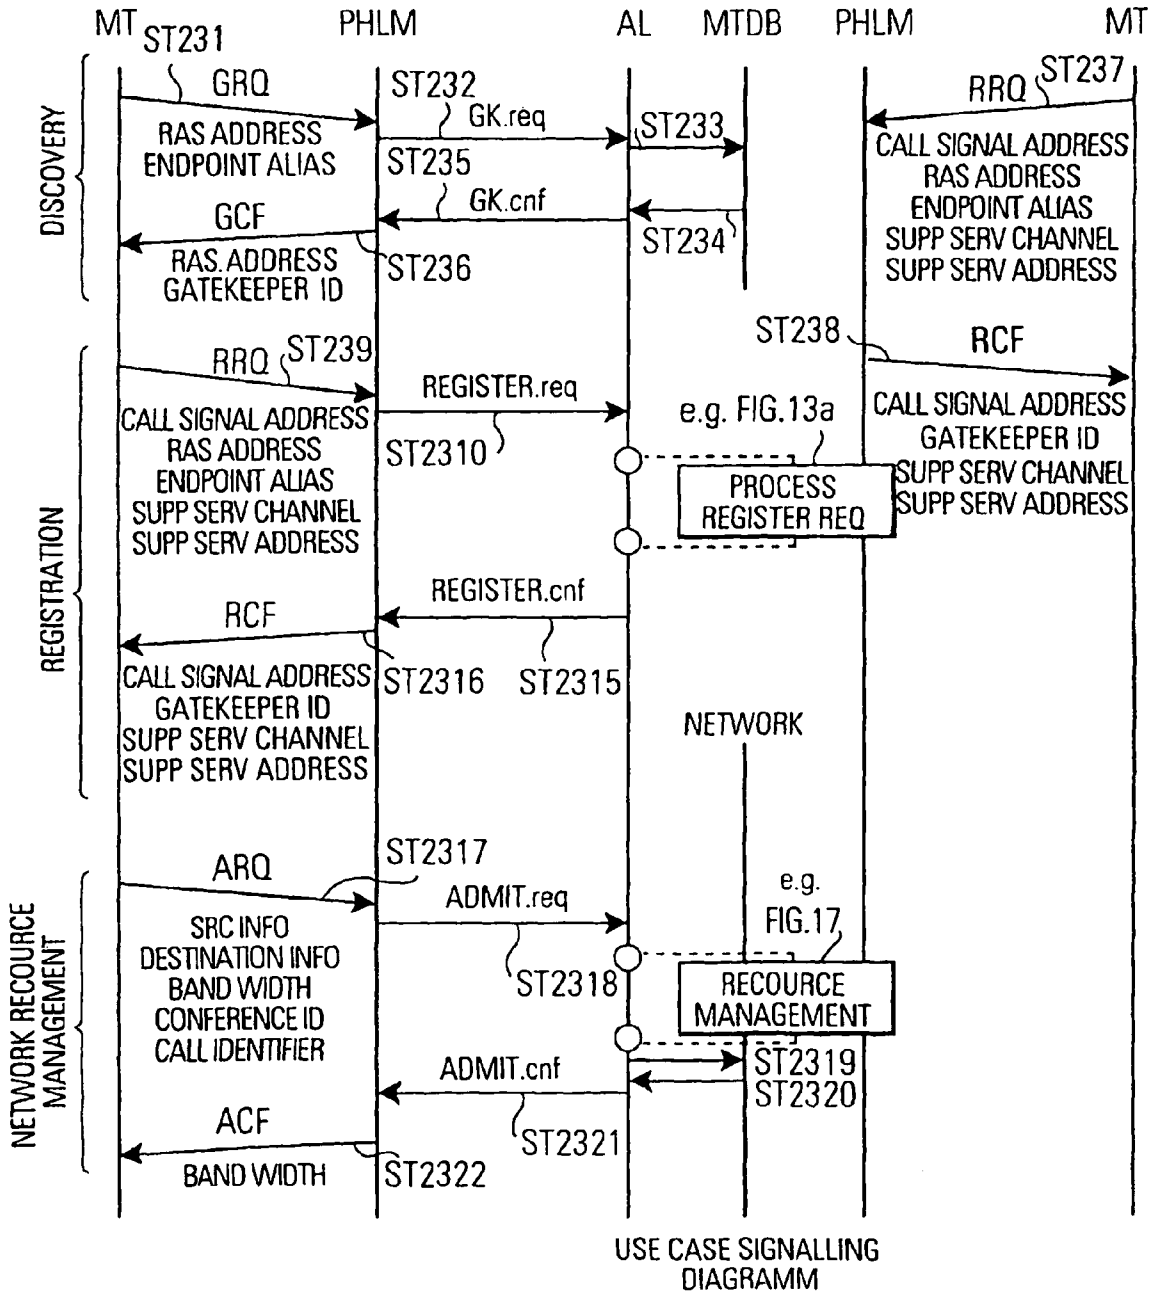 MT
PHLM
AL
MTDB
PHLM
MT
DISCOVERY
ST231
GRQ
RAS ADDRESS
ENDPOINT ALIAS
ST232
GK.req
ST233
ST235
GK.cnf
ST234
GCF
ST236
RAS.ADDRESS
GATEKEEPER ID
ST237
RRQ
CALL SIGNAL ADDRESS
RAS ADDRESS
ENDPOINT ALIAS
SUPP SERV CHANNEL
SUPP SERV ADDRESS
ST238
RCF
CALL SIGNAL ADDRESS
GATEKEEPER ID
SUPP SERV CHANNEL
SUPP SERV ADDRESS
REGISTRATION
RRQ
ST239
CALL SIGNAL ADDRESS
RAS ADDRESS
ENDPOINT ALIAS
SUPP SERV CHANNEL
SUPP SERV ADDRESS
REGISTER.req
ST2310
e.g. FIG.13a
PROCESS
REGISTER REQ
REGISTER.cnf
ST2315
RCF
ST2316
CALL SIGNAL ADDRESS
GATEKEEPER ID
SUPP SERV CHANNEL
SUPP SERV ADDRESS
NETWORK
NETWORK RECOURCE
MANAGEMENT
ARQ
ST2317
SRC INFO
DESTINATION INFO
BAND WIDTH
CONFERENCE ID
CALL IDENTIFIER
ADMIT.req
ST2318
e.g.
FIG.17
RECOURCE
MANAGEMENT
ST2319
ST2320
ADMIT.cnf
ST2321
ACF
ST2322
BAND WIDTH
USE CASE SIGNALLING
DIAGRAMM